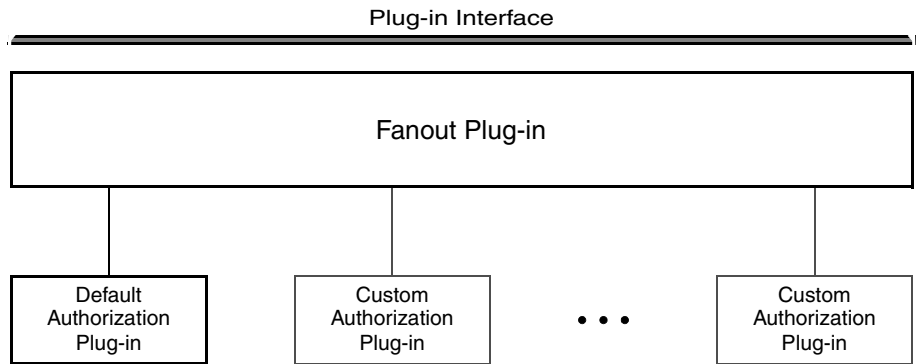 Plug-in Interface
Fanout Plug-in
Default
Authorization
Plug-in
Custom
Authorization
Plug-in
• • •
Custom
Authorization
Plug-in